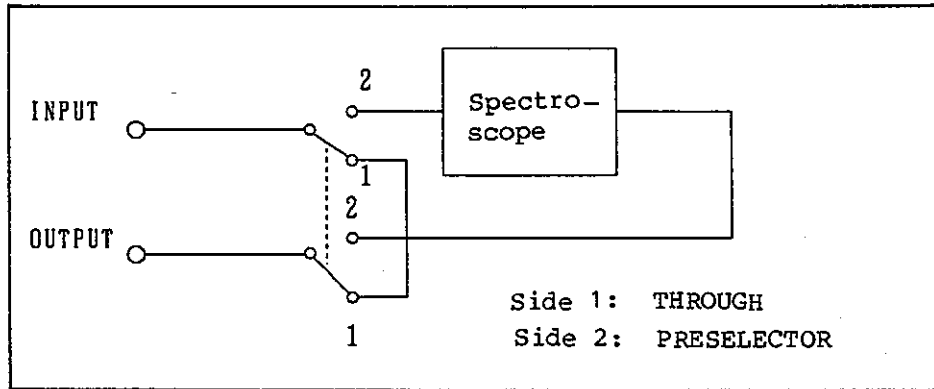 2
INPUT
Spectro-
scope
1
2
OUTPUT
Side 1: THROUGH
1
Side 2: PRESELECTOR